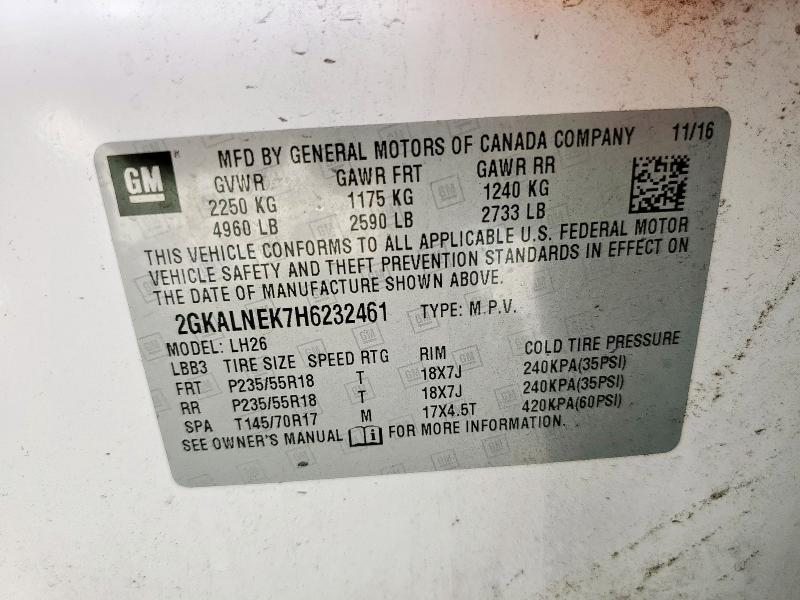 GM MFD BY GENERAL MOTORS OF CANADA COMPANY 11/16
GVWR GAWR FRT GAWR RR
2250 KG 1175 KG 1240 KG
4960 LB 2590 LB 2733 LB
THIS VEHICLE CONFORMS TO ALL APPLICABLE U.S. FEDERAL MOTOR
VEHICLE SAFETY AND THEFT PREVENTION STANDARDS IN EFFECT ON
THE DATE OF MANUFACTURE SHOWN ABOVE.
2GKALNEK7H6232461 TYPE: M.P.V.
MODEL: LH26
LBB3 TIRE SIZE SPEED RTG RIM COLD TIRE PRESSURE
FRT P235/55R18 T 18X7J 240KPA(35PSI)
RR P235/55R18 T 18X7J 240KPA(35PSI)
SPA T145/70R17 M 17X4.5T 420KPA(60PSI)
SEE OWNER'S MANUAL FOR MORE INFORMATION.